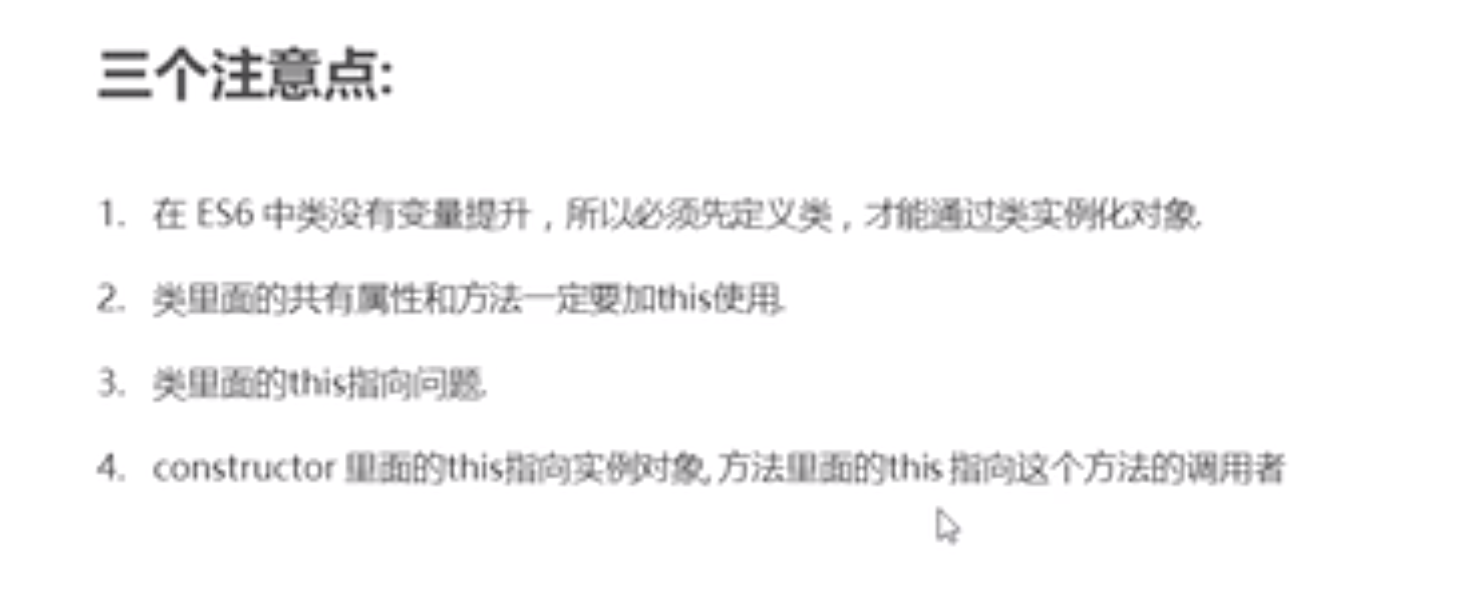 三个注意点:
1. 在 ES6 中类没有变量提升，所以必须先定义类，才能通过类实例化对象.
2. 类里面的共有属性和方法一定要加this使用.
3. 类里面的this指向问题.
4. constructor 里面的this指向实例对象, 方法里面的this 指向这个方法的调用者